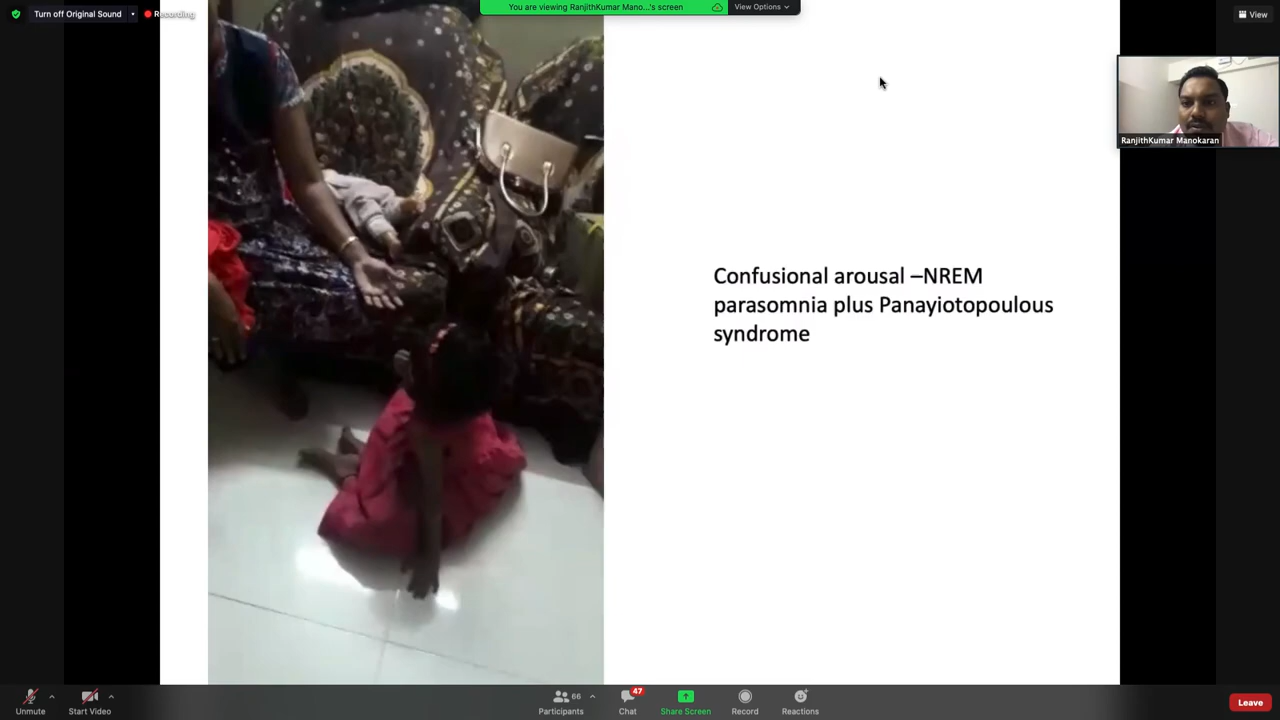 Turn off Original Sound
Recording
You are viewing RanjithKumar Mano...'s screen
View Options
View
RanjithKumar Manokaran
Confusional arousal –NREM
parasomnia plus Panayiotopoulous
syndrome
Unmute
Start Video
Participants
66
Chat
47
Share Screen
Record
Reactions
Leave